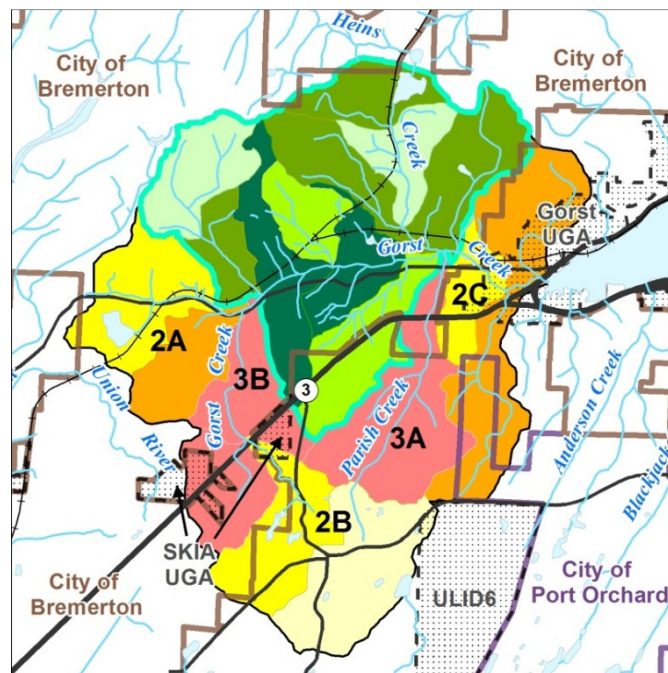 Heins
City of
Bremerton
City of
Bremerton
Creek
Gorst
UGA
Gorst
Creek
2C
2A
Creek
3B
3
Union
River
Gorst
Parish Creek
3A
Anderson Creek
Blackjack
2B
SKIA
UGA
City of
Bremerton
ULID6
City of
Port Orchard